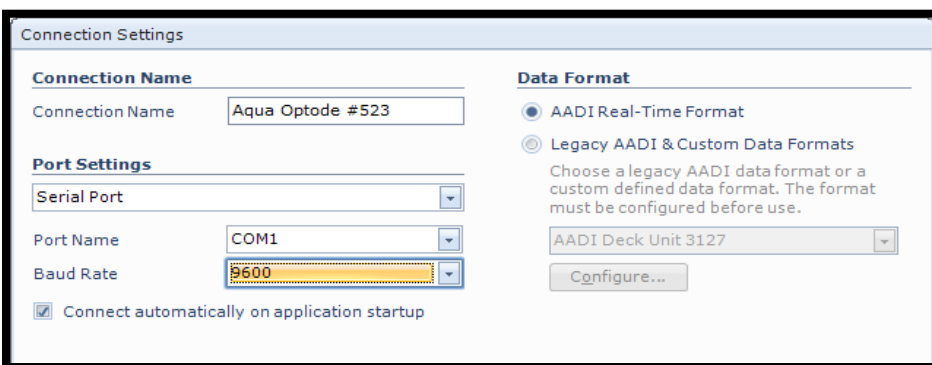 Connection Settings
Connection Name
Connection Name Aqua Optode #523
Port Settings
Serial Port
Port Name COM1
Baud Rate 9600
Connect automatically on application startup
Data Format
AADI Real-Time Format
Legacy AADI & Custom Data Formats
Choose a legacy AADI data format or a
custom defined data format. The format
must be configured before use.
AADI Deck Unit 3127
Configure...